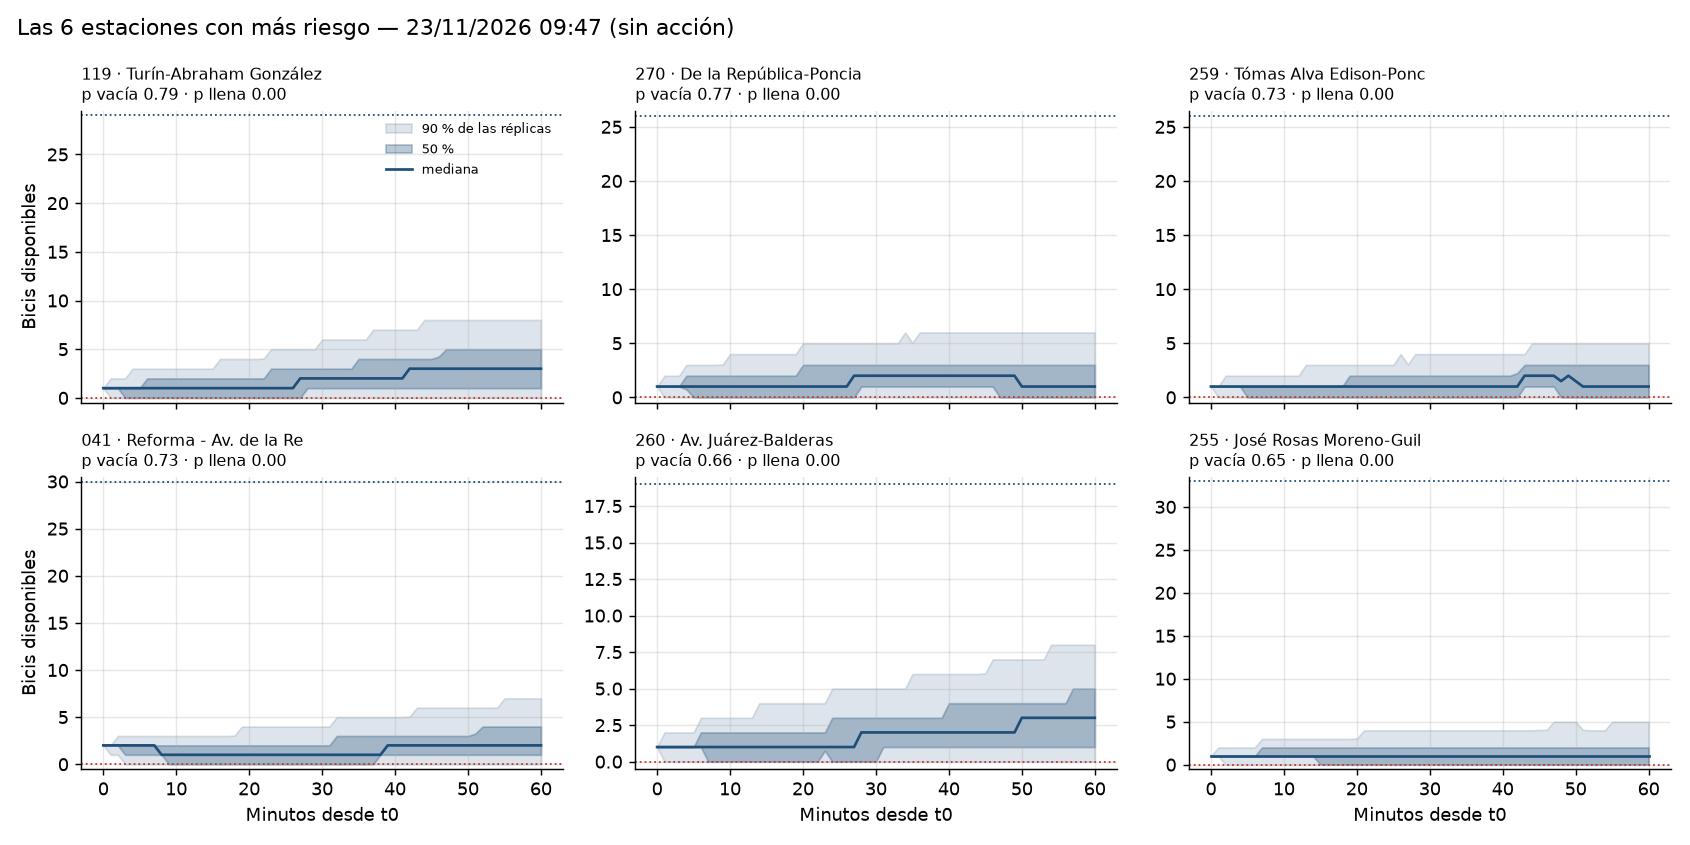 Las 6 estaciones con más riesgo — 23/11/2026 09:47 (sin acción)
119 · Turín-Abraham González
p vacía 0.79 · p llena 0.00
90 % de las réplicas
50 %
mediana
Bicis disponibles
25
20
15
10
5
0
270 · De la República-Poncia
p vacía 0.77 · p llena 0.00
25
20
15
10
5
0
259 · Tómas Alva Edison-Ponc
p vacía 0.73 · p llena 0.00
25
20
15
10
5
0
041 · Reforma - Av. de la Re
p vacía 0.73 · p llena 0.00
Bicis disponibles
30
25
20
15
10
5
0
0 10 20 30 40 50 60
Minutos desde t0
260 · Av. Juárez-Balderas
p vacía 0.66 · p llena 0.00
17.5
15.0
12.5
10.0
7.5
5.0
2.5
0.0
0 10 20 30 40 50 60
Minutos desde t0
255 · José Rosas Moreno-Guil
p vacía 0.65 · p llena 0.00
30
25
20
15
10
5
0
0 10 20 30 40 50 60
Minutos desde t0